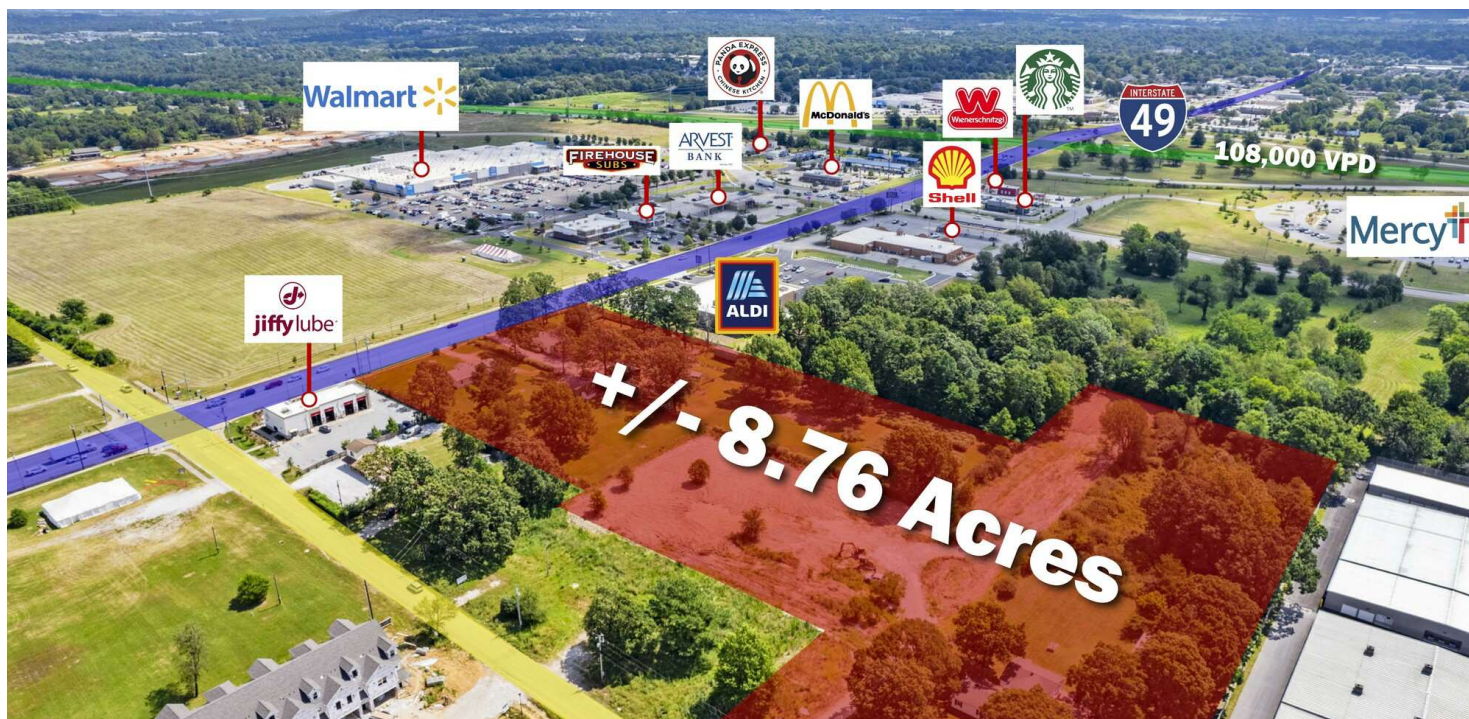 PANDA EXPRESS
CHINESE KITCHEN
Walmart
McDonald's
Wienerschnitzel
TM
INTERSTATE
49
108,000 VPD
FIREHOUSE
SUBS
ARVEST
BANK
Shell
Mercy
ALDI
jiffy lube
+/- 8.76 Acres